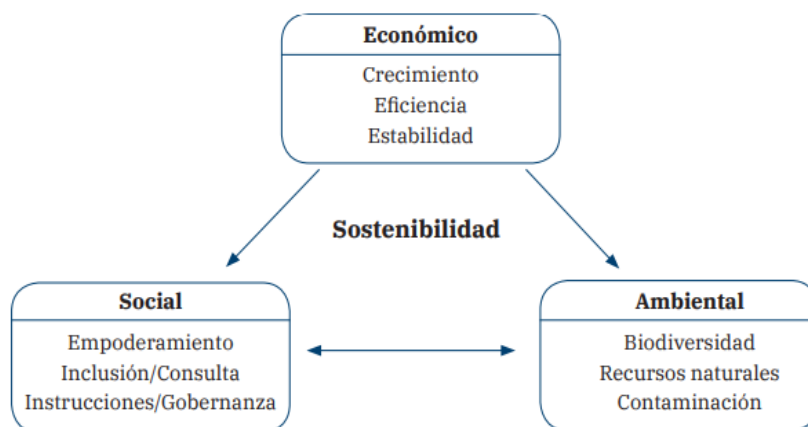 Económico
Crecimiento
Eficiencia
Estabilidad
Sostenibilidad
Social
Empoderamiento
Inclusión/Consulta
Instrucciones/Gobernanza
Ambiental
Biodiversidad
Recursos naturales
Contaminación